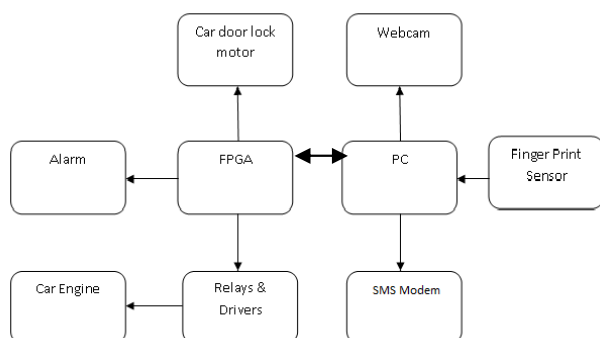 Car door lock
motor
Webcam
Alarm
FPGA
PC
Finger Print
Sensor
Car Engine
Relays &
Drivers
SMS Modem